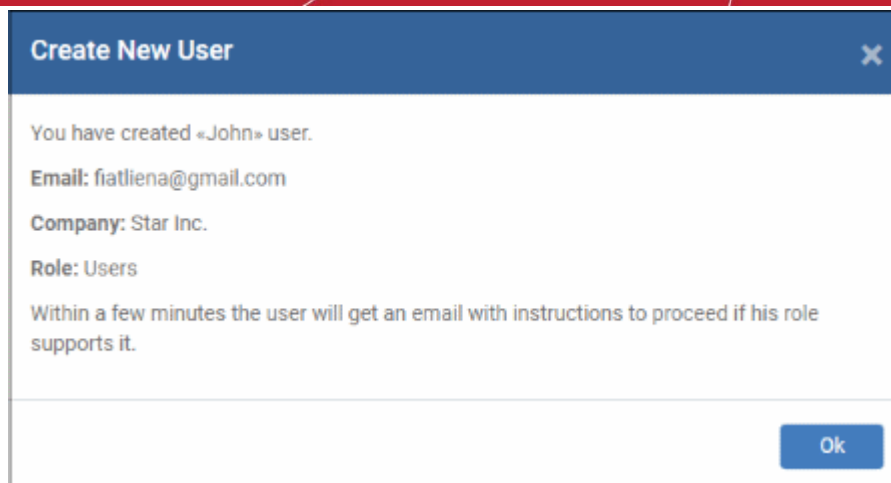 Create New User
You have created «John» user.
Email: fiatliena@gmail.com
Company: Star Inc.
Role: Users
Within a few minutes the user will get an email with instructions to proceed if his role
supports it.
Ok